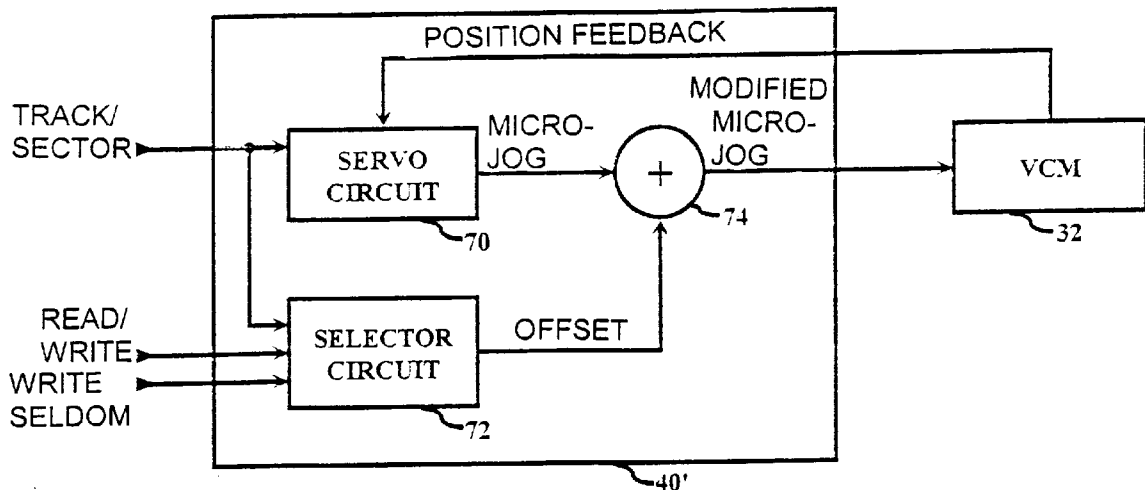 POSITION FEEDBACK
TRACK/
SECTOR
SERVO
CIRCUIT
70
MICRO-
JOG
+
74
MODIFIED
MICRO-
JOG
VCM
32
READ/
WRITE
WRITE
SELDOM
SELECTOR
CIRCUIT
72
OFFSET
40'